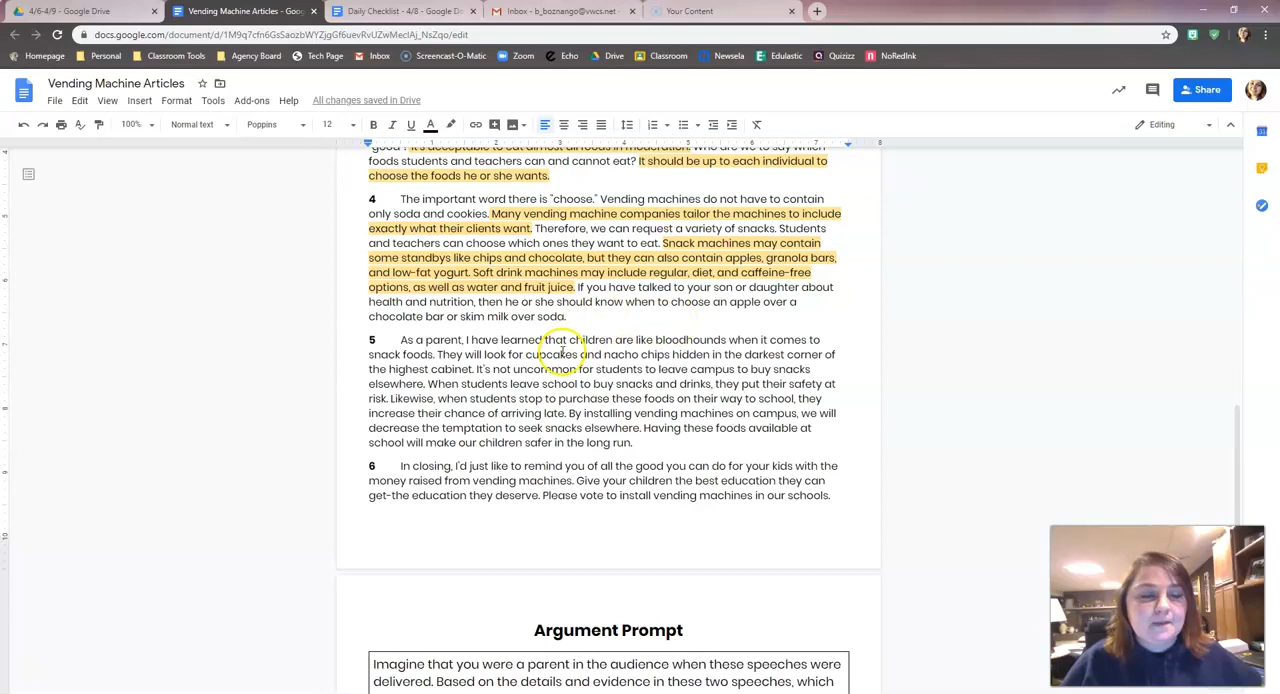 4/6-4/9 - Google Drive
Vending Machine Articles - Goog
Daily Checklist - 4/8 - Google D
Inbox - b_boznango@vwcs.net -
Your Content
docs.google.com/document/d/1M9q7cfn6GsSaozbWYZjgGf6uevRvUZwMeclAj_NsZqo/edit
Homepage
Personal
Classroom Tools
Agency Board
Tech Page
Inbox
Screencast-O-Matic
Zoom
Echo
Drive
Classroom
Newsela
Edulastic
Quizizz
NoRedInk
Vending Machine Articles
File Edit View Insert Format Tools Add-ons Help All changes saved in Drive
Share
100% Normal text Poppins 12
Editing
"good"? It's acceptable to eat almost all foods in moderation. Who are we to say which
foods students and teachers can and cannot eat? It should be up to each individual to
choose the foods he or she wants.
4 The important word there is "choose." Vending machines do not have to contain
only soda and cookies. Many vending machine companies tailor the machines to include
exactly what their clients want. Therefore, we can request a variety of snacks. Students
and teachers can choose which ones they want to eat. Snack machines may contain
some standbys like chips and chocolate, but they can also contain apples, granola bars,
and low-fat yogurt. Soft drink machines may include regular, diet, and caffeine-free
options, as well as water and fruit juice. If you have talked to your son or daughter about
health and nutrition, then he or she should know when to choose an apple over a
chocolate bar or skim milk over soda.
5 As a parent, I have learned that children are like bloodhounds when it comes to
snack foods. They will look for cupcakes and nacho chips hidden in the darkest corner of
the highest cabinet. It's not uncommon for students to leave campus to buy snacks
elsewhere. When students leave school to buy snacks and drinks, they put their safety at
risk. Likewise, when students stop to purchase these foods on their way to school, they
increase their chance of arriving late. By installing vending machines on campus, we will
decrease the temptation to seek snacks elsewhere. Having these foods available at
school will make our children safer in the long run.
6 In closing, I'd just like to remind you of all the good you can do for your kids with the
money raised from vending machines. Give your children the best education they can
get-the education they deserve. Please vote to install vending machines in our schools.
Argument Prompt
Imagine that you were a parent in the audience when these speeches were
delivered. Based on the details and evidence in these two speeches, which